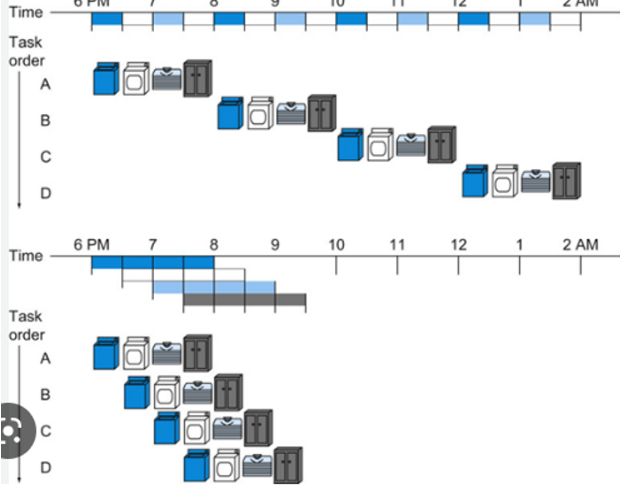 6 PM 7 8 9 10 11 12 1 2 AM
Time
Task
order
A
B
C
D
6 PM 7 8 9 10 11 12 1 2 AM
Time
Task
order
A
B
C
D